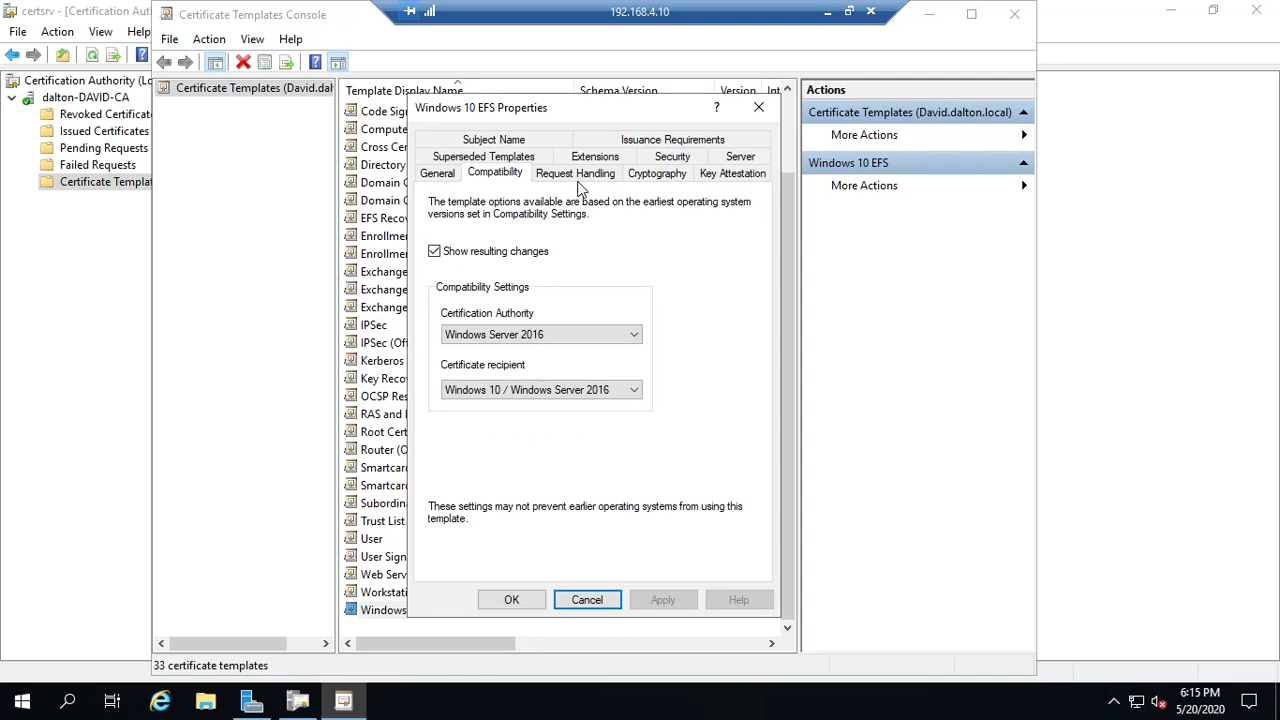 certsrv - [Certification Auth
File
Action
View
Help
Certification Authority (Lo
dalton-DAVID-CA
Revoked Certificate
Issued Certificates
Pending Requests
Failed Requests
Certificate Templat
Certificate Templates Console
192.168.4.10
File
Action
View
Help
Certificate Templates (David.dal
Template Display Name
Schema Version
Version
Int
Code Sign
Compute
Cross Cer
Directory
Domain C
Domain C
EFS Recov
Enrollmen
Enrollmen
Exchange
Exchange
Exchange
IPSec
IPSec (Of
Kerberos
Key Reco
OCSP Res
RAS and I
Root Cert
Router (O
Smartcard
Smartcard
Subordina
Trust List
User
User Sign
Web Serv
Workstati
Windows
Windows 10 EFS Properties
?
Subject Name
Issuance Requirements
Superseded Templates
Extensions
Security
Server
General
Compatibility
Request Handling
Cryptography
Key Attestation
The template options available are based on the earliest operating system
versions set in Compatibility Settings.
Show resulting changes
Compatibility Settings
Certification Authority
Windows Server 2016
Certificate recipient
Windows 10 / Windows Server 2016
These settings may not prevent earlier operating systems from using this
template.
OK
Cancel
Apply
Help
Actions
Certificate Templates (David.dalton.local)
More Actions
Windows 10 EFS
More Actions
33 certificate templates
6:15 PM
5/20/2020